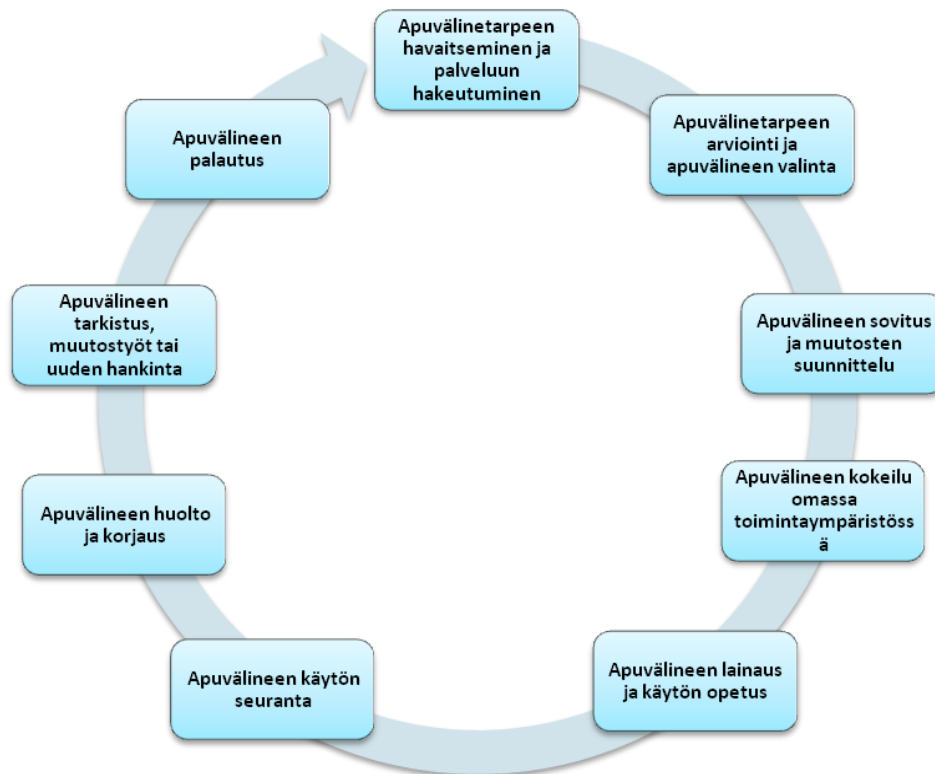 Apuvälinetarpeen
havaitseminen ja
palveluun
hakeutuminen
Apuvälinetarpeen
arviointi ja
apuvälineen valinta
Apuvälineen sovitus
ja muutosten
suunnittelu
Apuvälineen kokeilu
omassa
toimintaympäristöss
ä
Apuvälineen lainaus
ja käytön opetus
Apuvälineen käytön
seuranta
Apuvälineen huolto
ja korjaus
Apuvälineen
tarkistus,
muutostyöt tai
uuden hankinta
Apuvälineen
palautus